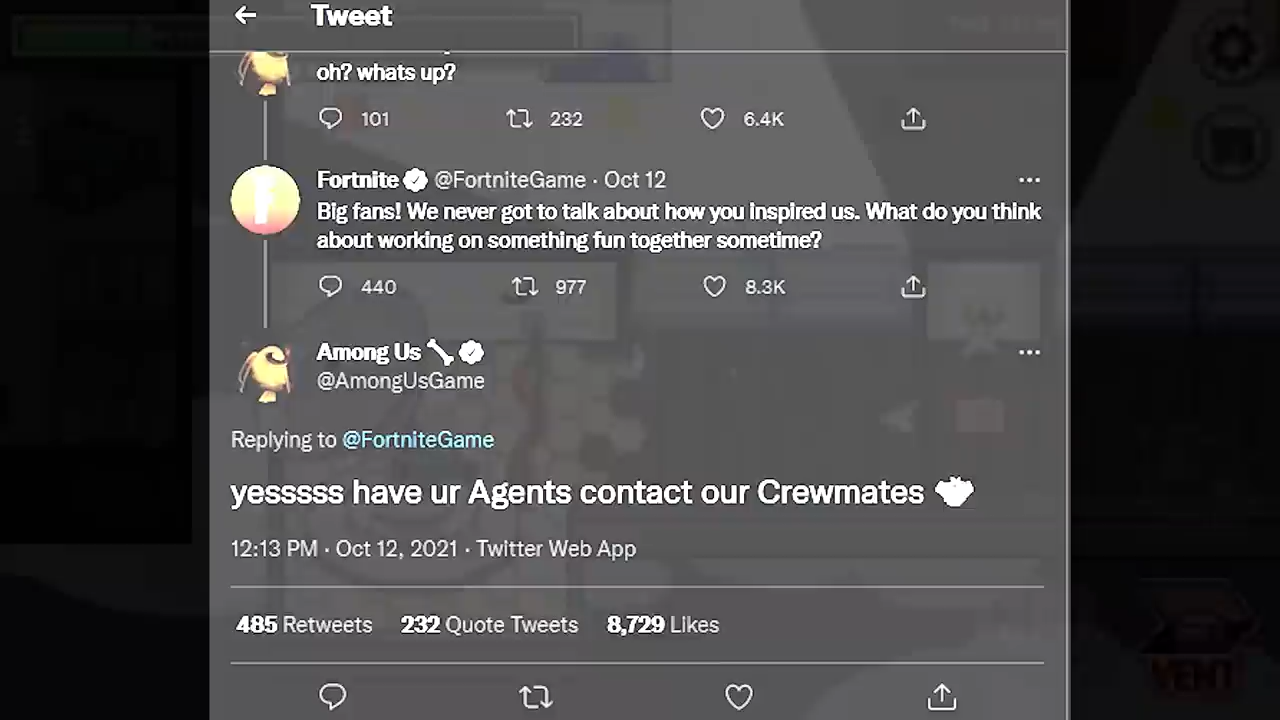 Tweet
oh? whats up?
101 232 6.4K
Fortnite @FortniteGame · Oct 12
Big fans! We never got to talk about how you inspired us. What do you think
about working on something fun together sometime?
440 977 8.3K
Among Us
@AmongUsGame
Replying to @FortniteGame
yesssss have ur Agents contact our Crewmates
12:13 PM · Oct 12, 2021 · Twitter Web App
485 Retweets 232 Quote Tweets 8,729 Likes
VENT